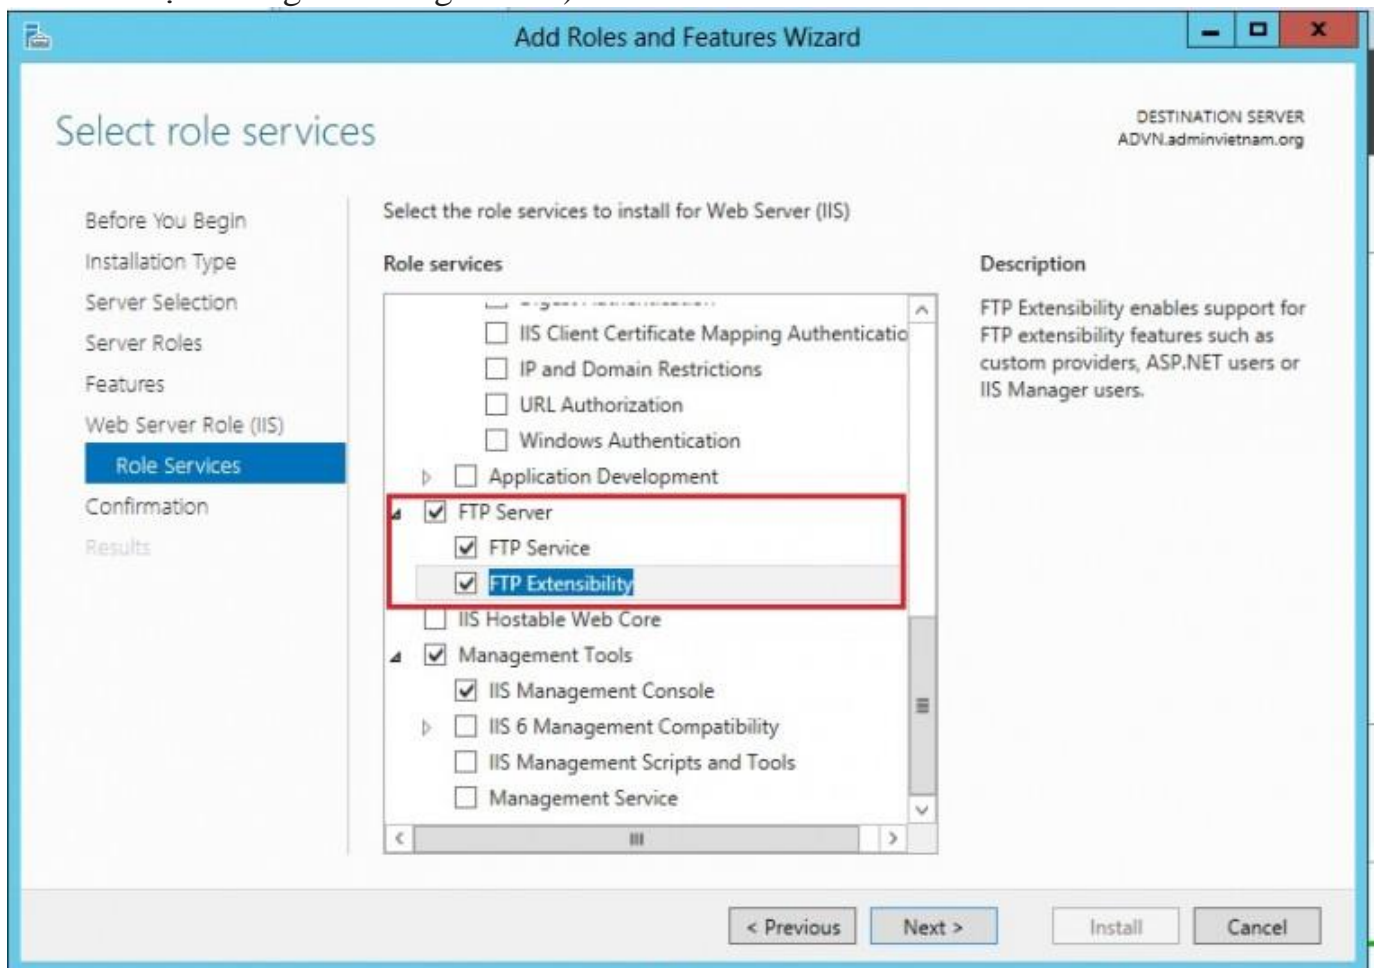 Add Roles and Features Wizard
Select role services
DESTINATION SERVER
ADVN.adminvietnam.org
Before You Begin
Installation Type
Server Selection
Server Roles
Features
Web Server Role (IIS)
Role Services
Confirmation
Results
Select the role services to install for Web Server (IIS)
Role services
IIS Client Certificate Mapping Authenticatio
IP and Domain Restrictions
URL Authorization
Windows Authentication
Application Development
FTP Server
FTP Service
FTP Extensibility
IIS Hostable Web Core
Management Tools
IIS Management Console
IIS 6 Management Compatibility
IIS Management Scripts and Tools
Management Service
Description
FTP Extensibility enables support for
FTP extensibility features such as
custom providers, ASP.NET users or
IIS Manager users.
< Previous
Next >
Install
Cancel